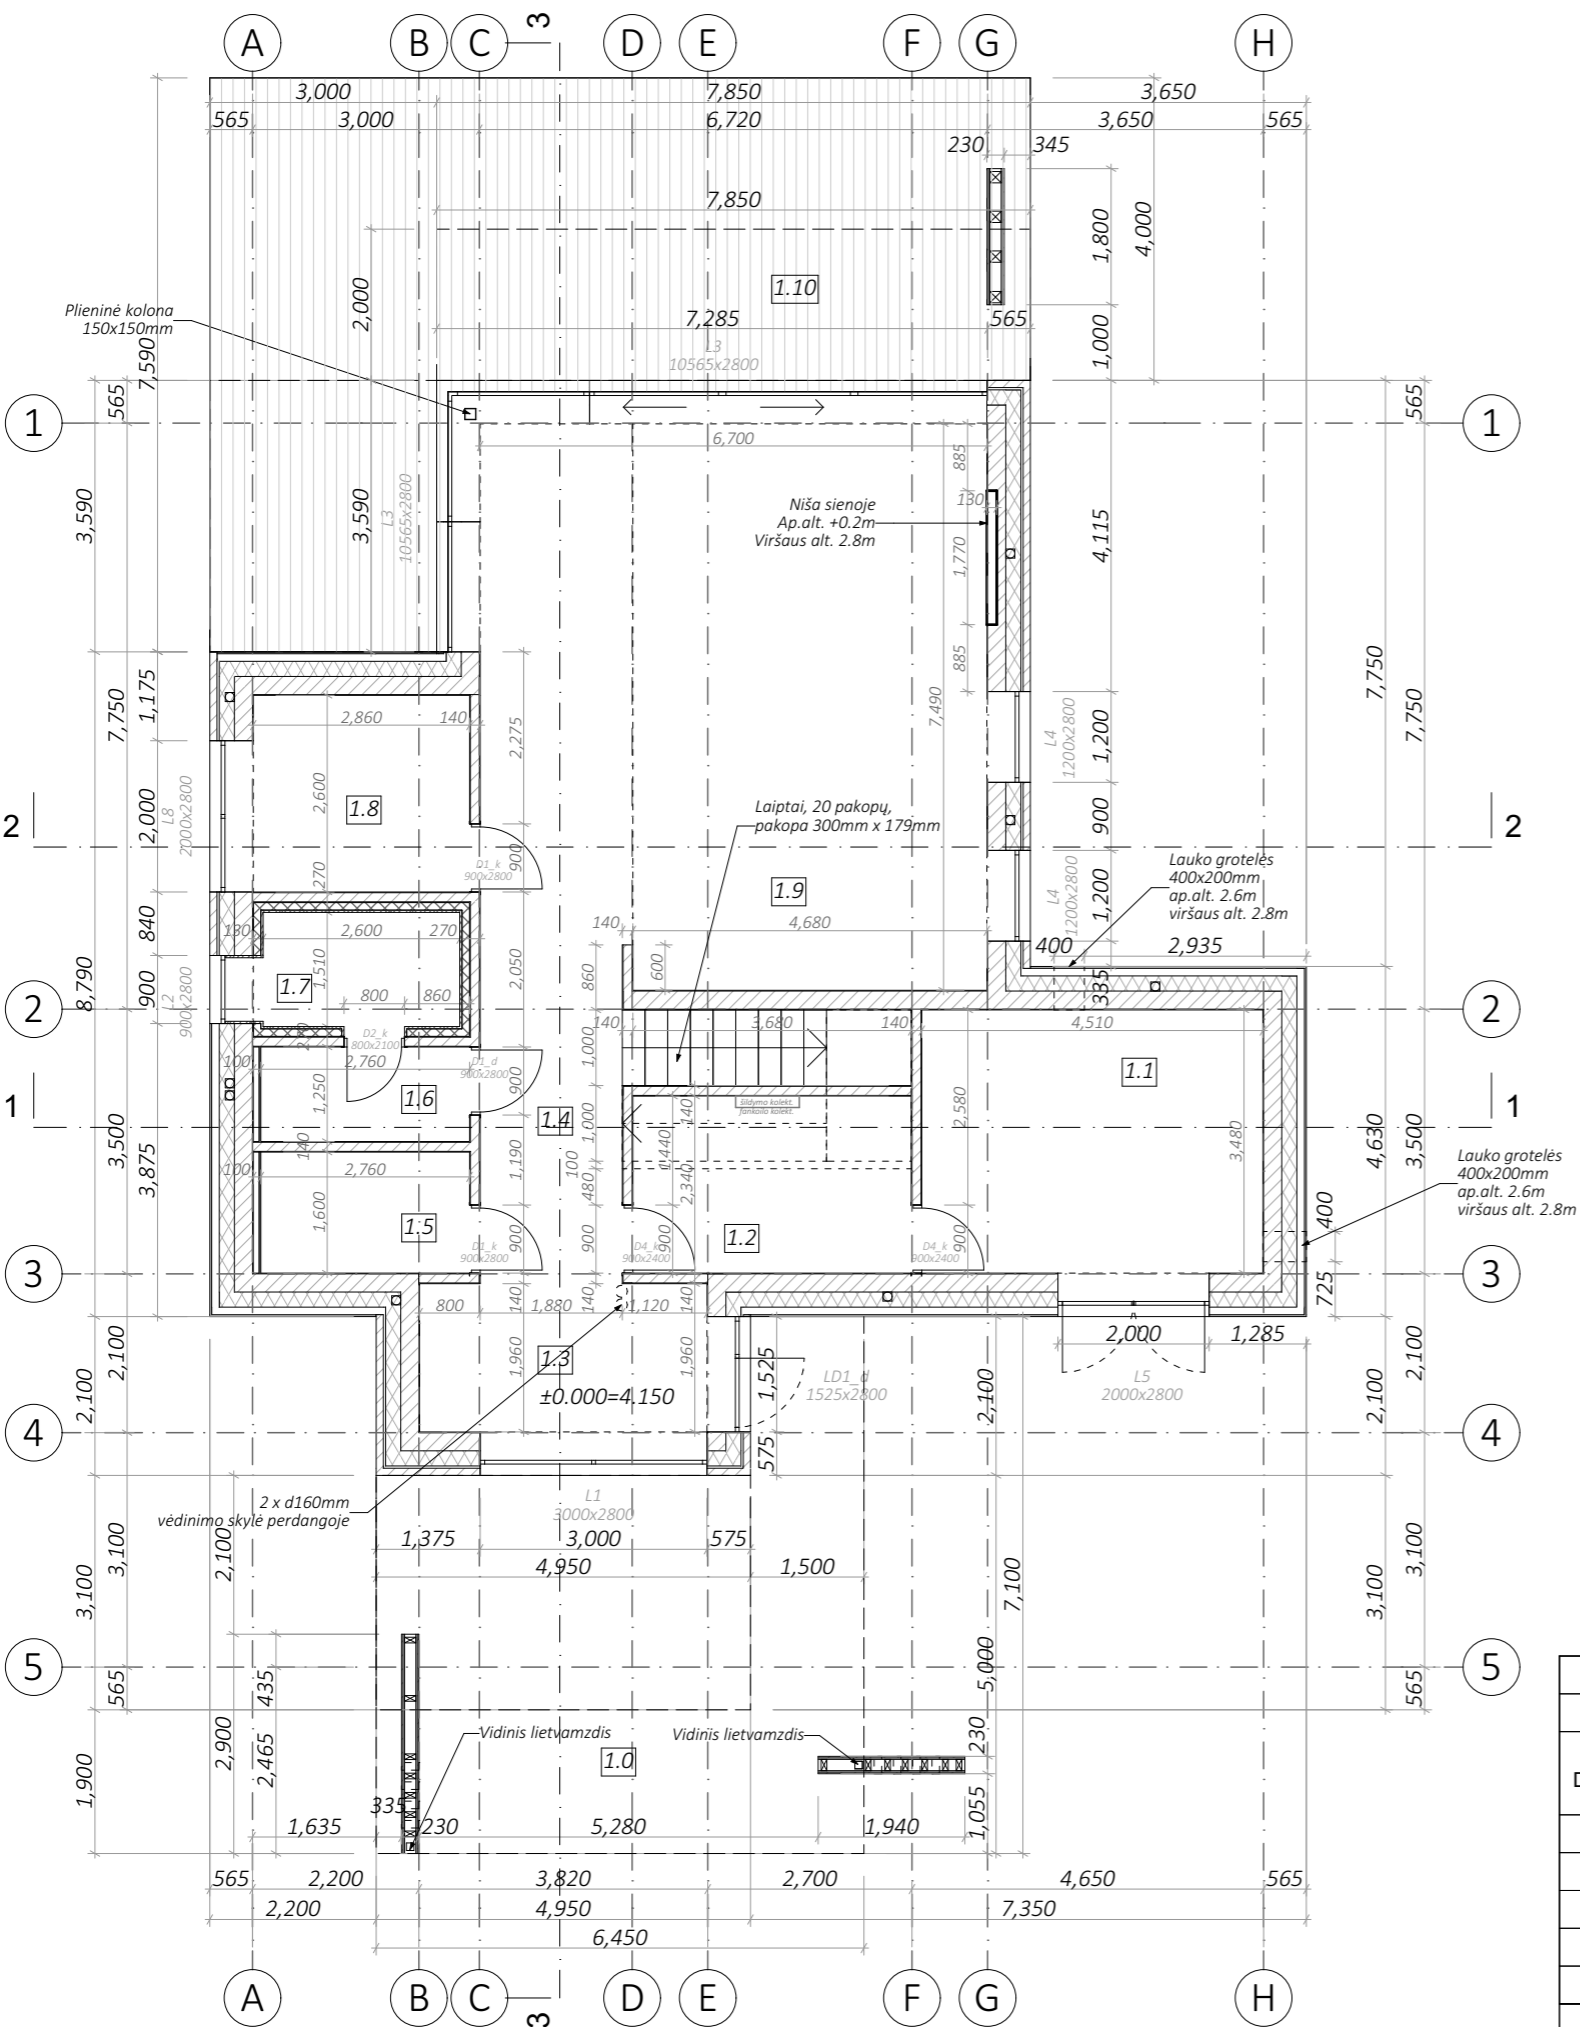 A B C D E F G H
3
3,000 7,850 3,650
565 3,000 6,720 3,650 565
230 345
7,850
1,800
4,000
2,000
1.10
Plieninė kolona
150x150mm
7,285 565
1,000
L3
10565x2800
7,590
565
565
1
1
6,700
885
3,590
3,590
L3
10565x2800
Niša sienoje
Ap.alt. +0.2m
Viršaus alt. 2.8m
130
1,770
4,115
885
7,750
1,175
2,860 140
2,275
7,490
7,750
7,750
L4
1200x2800
1,200
2,600
1.8
2
2
2,000
L8
2000x2800
Laiptai, 20 pakopų,
pakopa 300mm x 179mm
900
D1_k
900x2800
900
270
1.9
L4
1200x2800
1,200
Lauko grotelės
400x200mm
ap.alt. 2.6m
viršaus alt. 2.8m
840
130 2,600 270
140 4,680
2,050
860
600
400 2,935
8,790
900
L2
900x2800
1,510
1.7
800 860
335
2
2
D2_k
800x2100
140 3,680 140 4,510
1,000
100 2,760
D1_d
900x2800
900
1.1
1
1
1,250
1.6
1.4
1,000
140
šildymo kolekt.
fankoilo kolekt.
2,580
3,480
4,630
3,500
3,500
3,875
140
1,190
100
1,440
2,340
480
Lauko grotelės
400x200mm
ap.alt. 2.6m
viršaus alt. 2.8m
100 2,760
1,600
1.5
D1_k
900x2800
900
900
D4_k
900x2400
900
1.2
D4_k
900x2400
900
400
3
3
725
800 1,880 1,120
140 140 140
2,000 1,285
1,960
1.3
1,960
1,525
LD1_d
1525x2800
L5
2000x2800
±0.000=4.150
2,100
2,100
2,100
2,100
2,100
4
4
575
2 x d160mm
vėdinimo skylė perdangoje
L1
3000x2800
1,375 3,000 575
4,950 1,500
2,100
3,100
3,100
7,100
3,100
3,100
5
5
435
565
5,000
565
2,900
2,465
1,900
Vidinis lietvamzdis
Vidinis lietvamzdis
1.0
230
335
1,635 230 5,280 1,940
1,055
565 2,200 3,820 2,700 4,650 565
2,200 4,950 7,350
6,450
A B C D E F G H
3